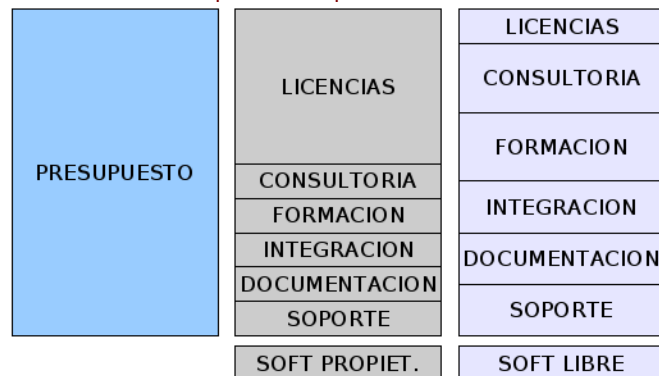 PRESUPUESTO
LICENCIAS
CONSULTORIA
FORMACION
INTEGRACION
DOCUMENTACION
SOPORTE
SOFT PROPIET.
LICENCIAS
CONSULTORIA
FORMACION
INTEGRACION
DOCUMENTACION
SOPORTE
SOFT LIBRE